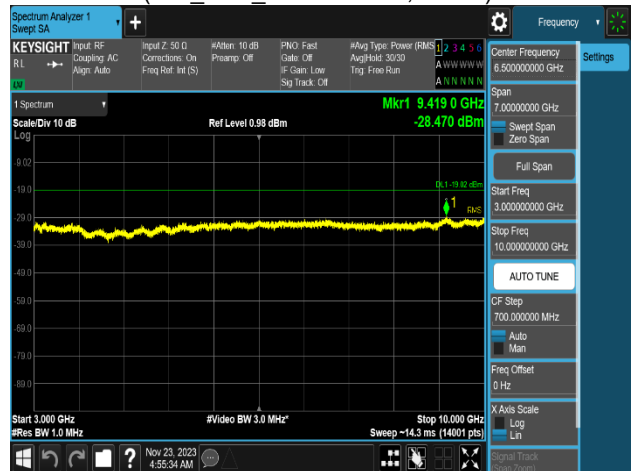 Spectrum Analyzer 1
Swept SA
Frequency
KEYSIGHT
RL
LV
Input: RF
Coupling: AC
Align: Auto
Input Z: 50 Ω
Corrections: On
Freq Ref: Int (S)
#Atten: 10 dB
Preamp: Off
PNO: Fast
Gate: Off
IF Gain: Low
Sig Track: Off
#Avg Type: Power (RMS
Avg|Hold: 30/30
Trig: Free Run
1 2 3 4 5 6
A W W W W W
A N N N N N
1 Spectrum
Scale/Div 10 dB
Ref Level 0.98 dBm
Mkr1 9.419 0 GHz
-28.470 dBm
Log
-9.02
-19.0
-29.0
-39.0
-49.0
-59.0
-69.0
-79.0
-89.0
DL1 -19.02 dBm
1
RMS
Start 3.000 GHz
#Res BW 1.0 MHz
#Video BW 3.0 MHz*
Stop 10.000 GHz
Sweep ~14.3 ms (14001 pts)
Center Frequency
6.500000000 GHz
Settings
Span
7.00000000 GHz
Swept Span
Zero Span
Full Span
Start Freq
3.000000000 GHz
Stop Freq
10.000000000 GHz
AUTO TUNE
CF Step
700.000000 MHz
Auto
Man
Freq Offset
0 Hz
X Axis Scale
Log
Lin
Signal Track
(Span Zoom)
?
Nov 23, 2023
4:55:34 AM